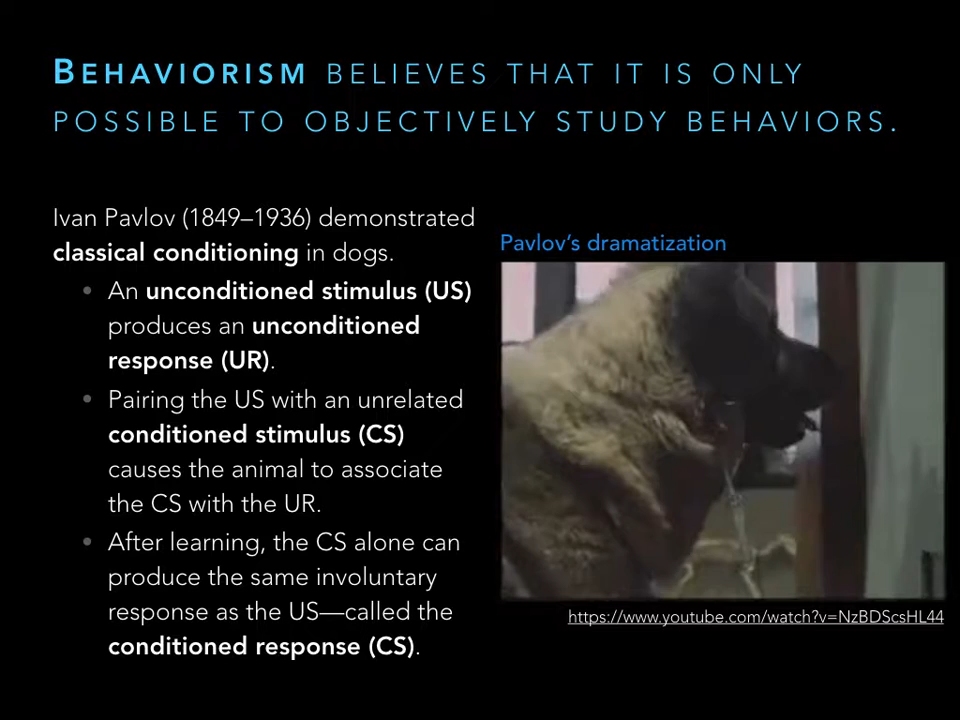 BEHAVIORISM BELIEVES THAT IT IS ONLY
POSSIBLE TO OBJECTIVELY STUDY BEHAVIORS.
Ivan Pavlov (1849–1936) demonstrated
classical conditioning in dogs.
• An unconditioned stimulus (US)
produces an unconditioned
response (UR).
• Pairing the US with an unrelated
conditioned stimulus (CS)
causes the animal to associate
the CS with the UR.
• After learning, the CS alone can
produce the same involuntary
response as the US—called the
conditioned response (CS).
Pavlov's dramatization
https://www.youtube.com/watch?v=NzBDScsHL44